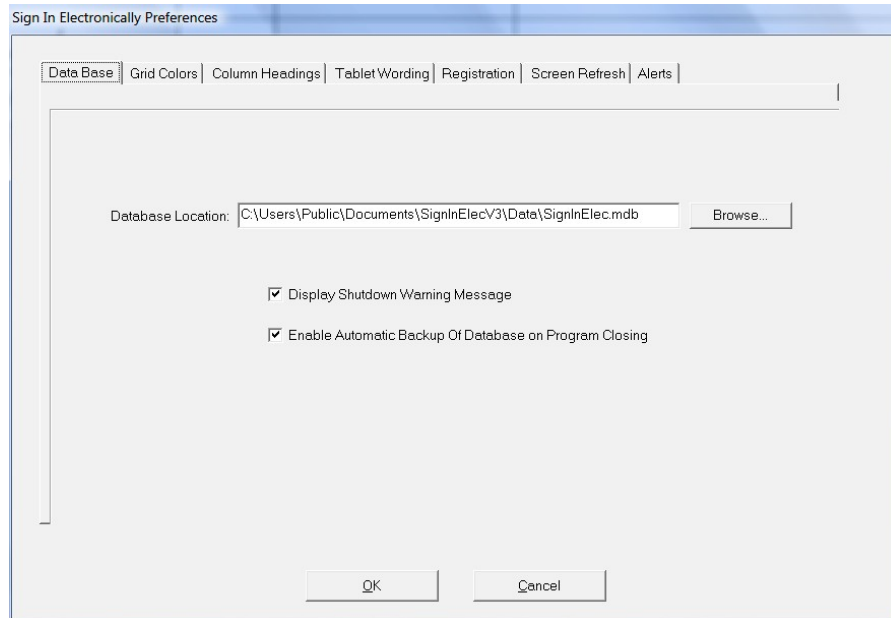 Sign In Electronically Preferences
Data Base Grid Colors Column Headings Tablet Wording Registration Screen Refresh Alerts
Database Location: C:\Users\Public\Documents\SignInElecV3\Data\SignInElec.mdb Browse...
Display Shutdown Warning Message
Enable Automatic Backup Of Database on Program Closing
OK Cancel